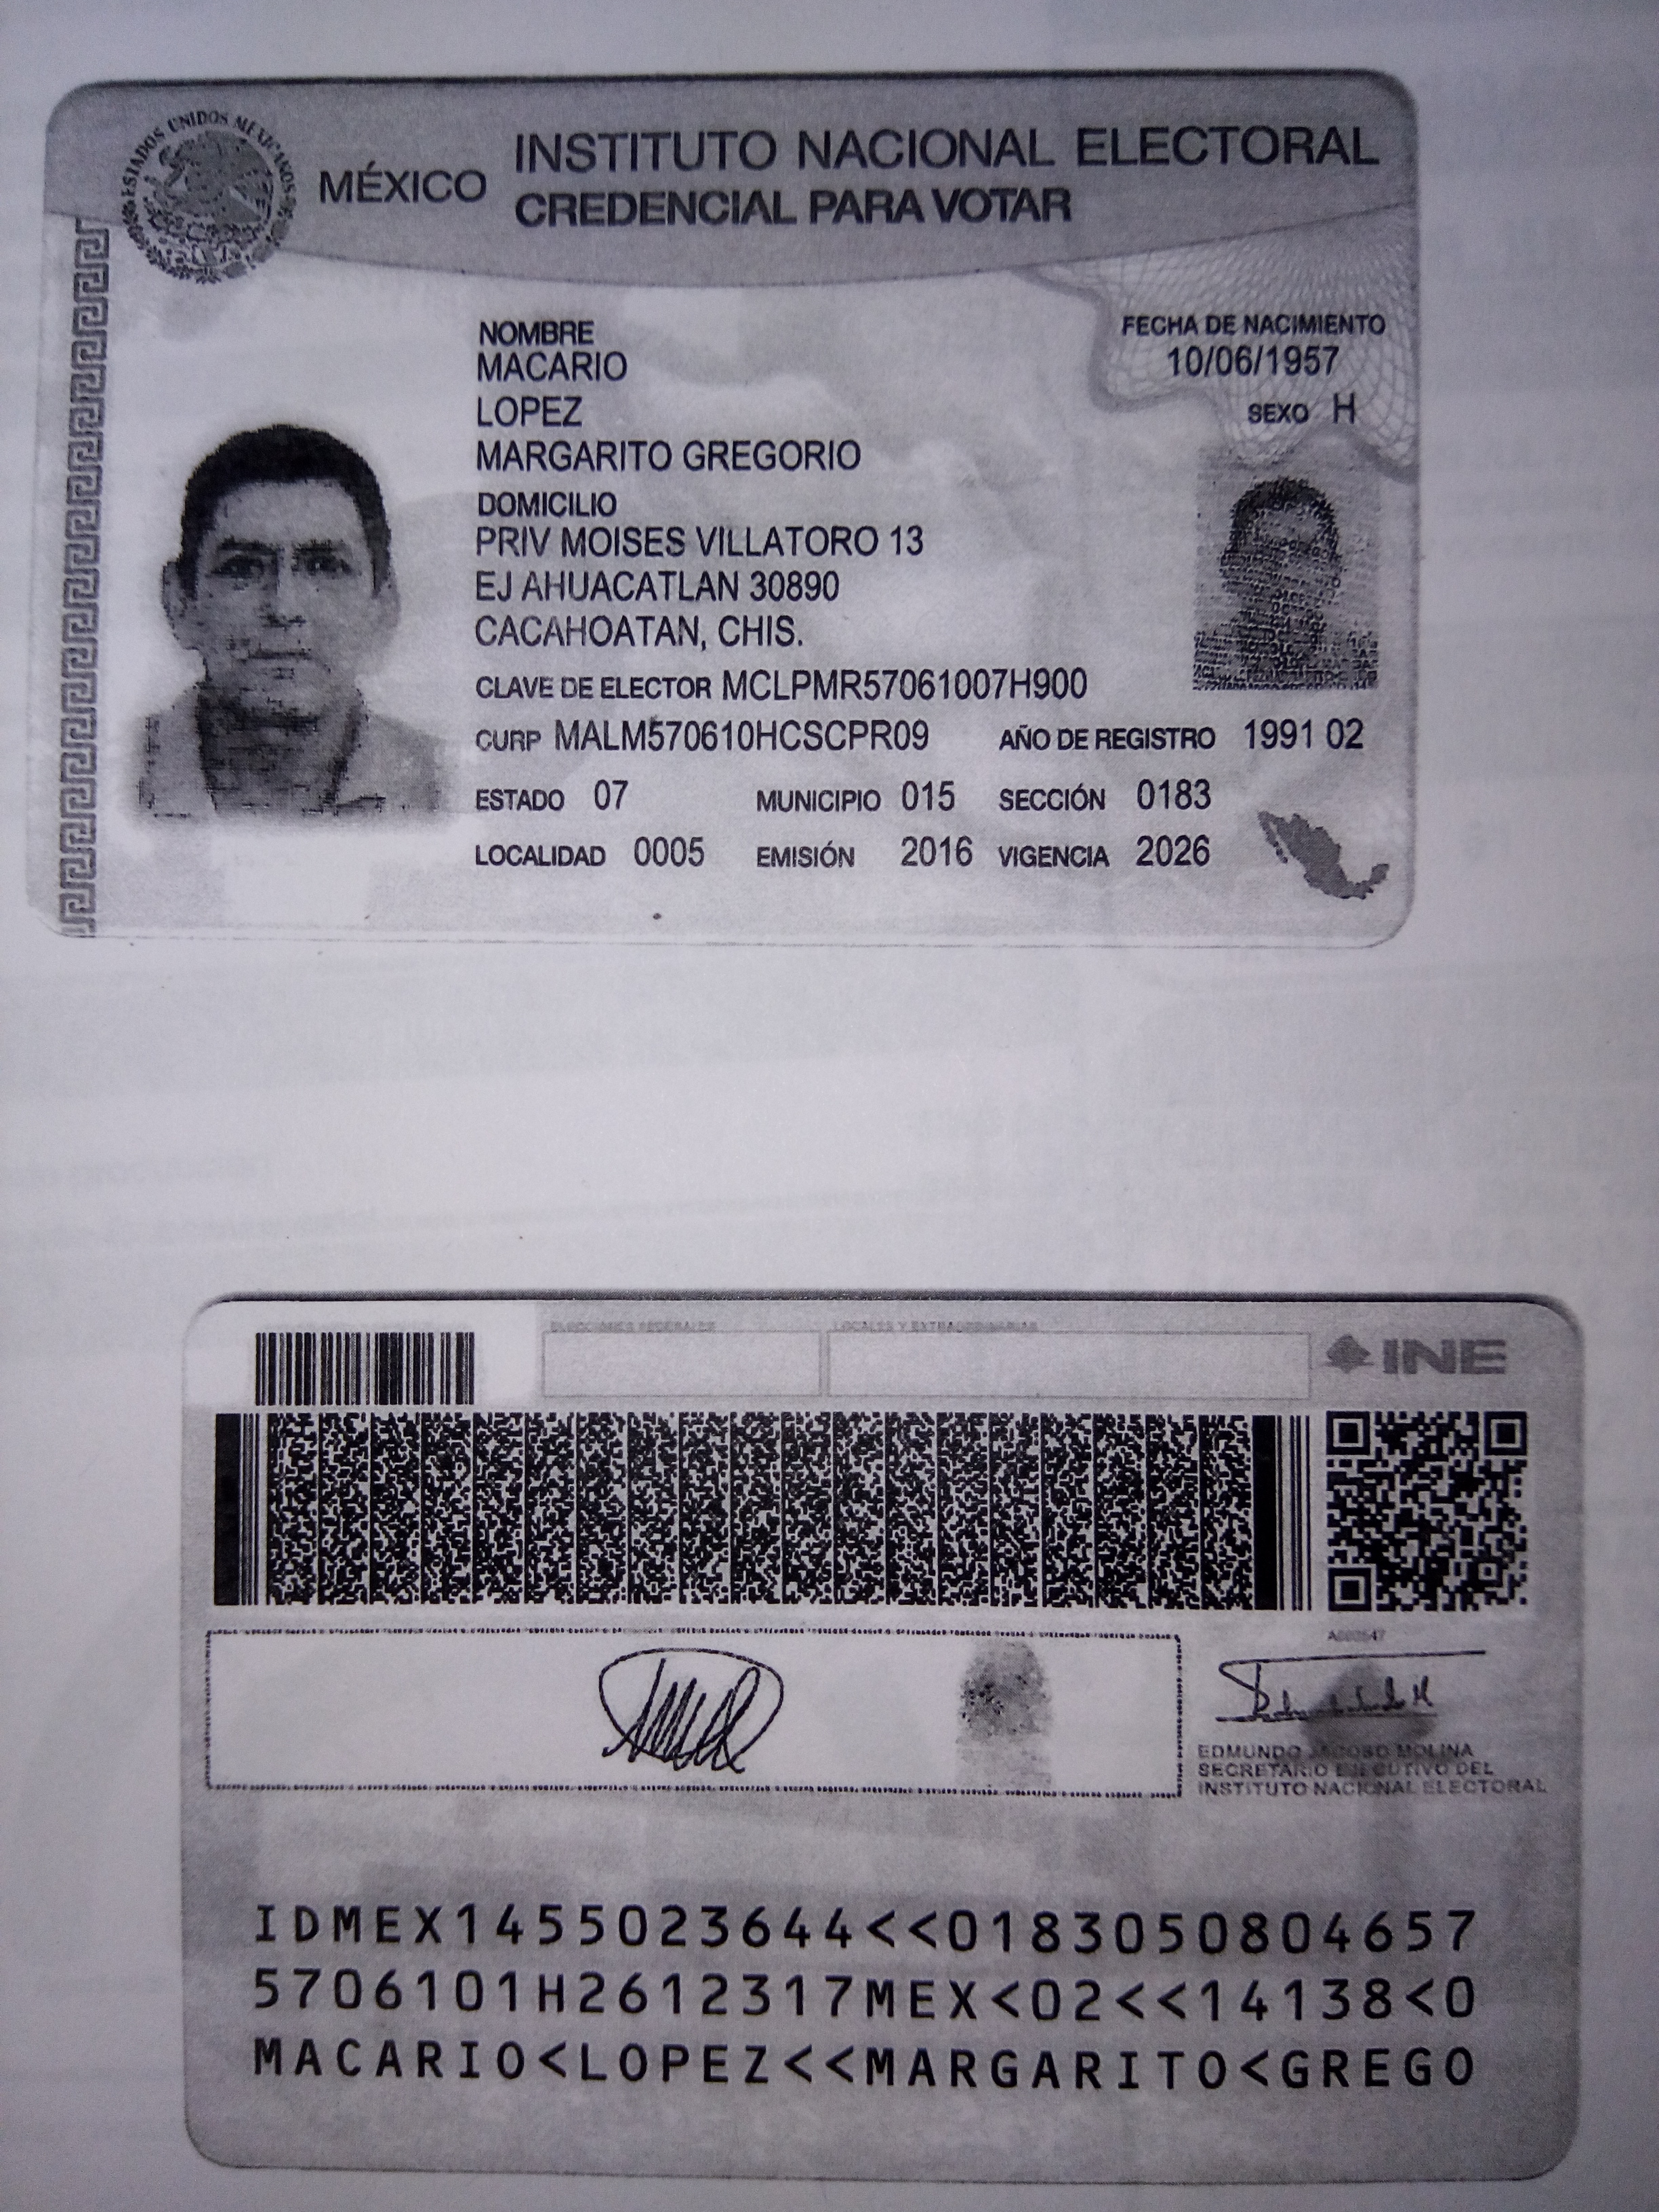 ESTADOS UNIDOS MEXICANOS
MÉXICO
INSTITUTO NACIONAL ELECTORAL
CREDENCIAL PARA VOTAR
NOMBRE
MACARIO
LOPEZ
MARGARITO GREGORIO
FECHA DE NACIMIENTO
10/06/1957
SEXO H
DOMICILIO
PRIV MOISES VILLATORO 13
EJ AHUACATLAN 30890
CACAHOATAN, CHIS.
CLAVE DE ELECTOR MCLPMR57061007H900
CURP MALM570610HCSCPR09 AÑO DE REGISTRO 1991 02
ESTADO 07 MUNICIPIO 015 SECCIÓN 0183
LOCALIDAD 0005 EMISIÓN 2016 VIGENCIA 2026
ELECCIONES FEDERALES LOCALES Y EXTRAORDINARIAS
INE
EDMUNDO JACOBO MOLINA
SECRETARIO EJECUTIVO DEL
INSTITUTO NACIONAL ELECTORAL
IDMEX1455023644<<0183050804657
5706101H2612317MEX<02<<14138<0
MACARIO<LOPEZ<<MARGARITO<GREGO